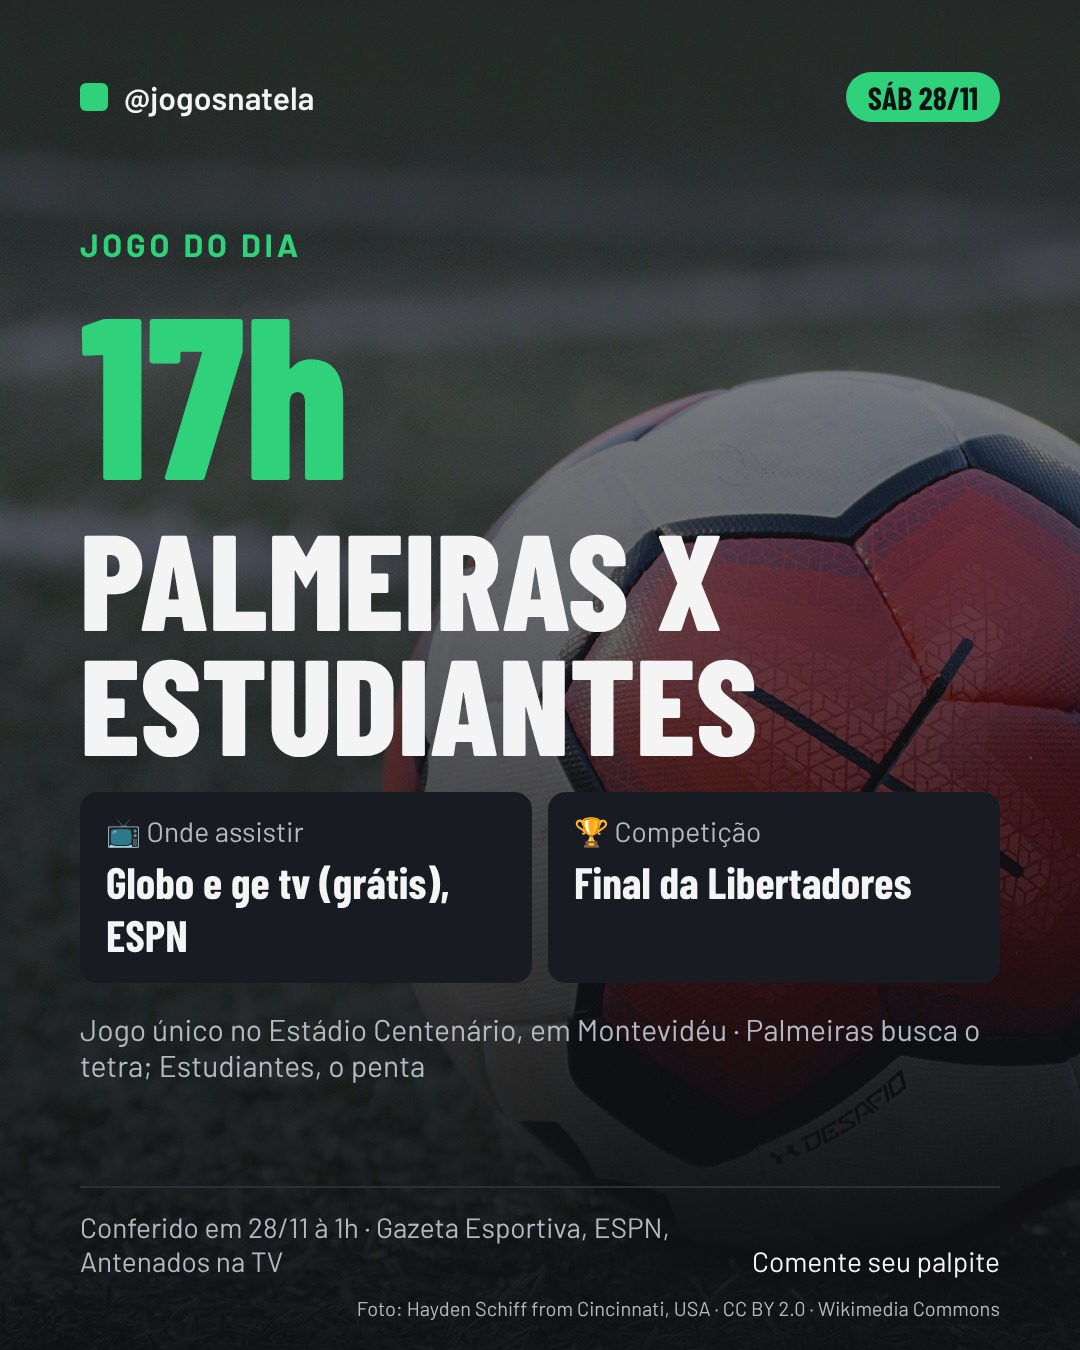 @jogosnatela
SÁB 28/11
JOGO DO DIA
17h
PALMEIRAS X
ESTUDIANTES
📺 Onde assistir
Globo e ge tv (grátis),
ESPN
🏆 Competição
Final da Libertadores
Jogo único no Estádio Centenário, em Montevidéu · Palmeiras busca o
tetra; Estudiantes, o penta
DESAFIO
Conferido em 28/11 à 1h · Gazeta Esportiva, ESPN,
Antenados na TV
Comente seu palpite
Foto: Hayden Schiff from Cincinnati, USA · CC BY 2.0 · Wikimedia Commons